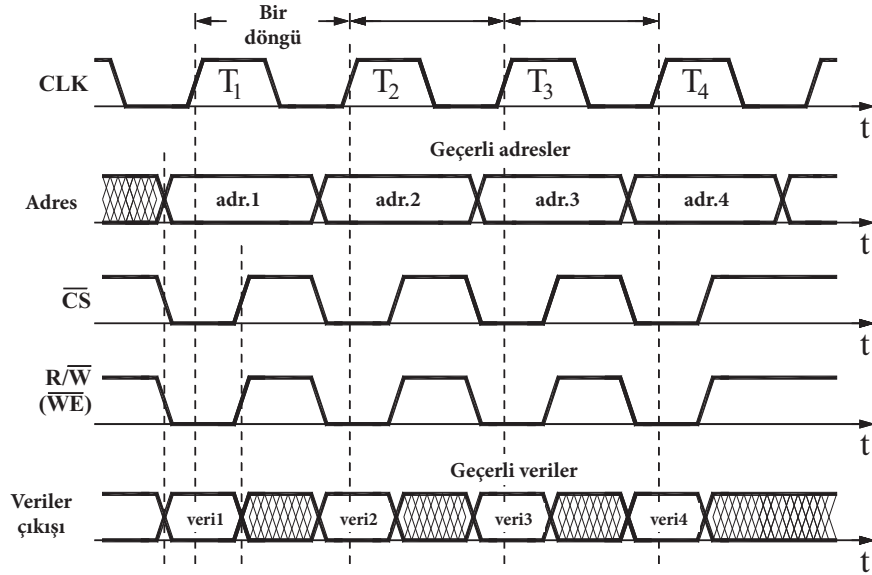 Bir
döngü
CLK
T1 T2 T3 T4
t
Geçerli adresler
Adres
adr.1 adr.2 adr.3 adr.4
t
CS
t
R/W
(WE)
t
Geçerli veriler
Veriler
çıkışı
veri1 veri2 veri3 veri4
t